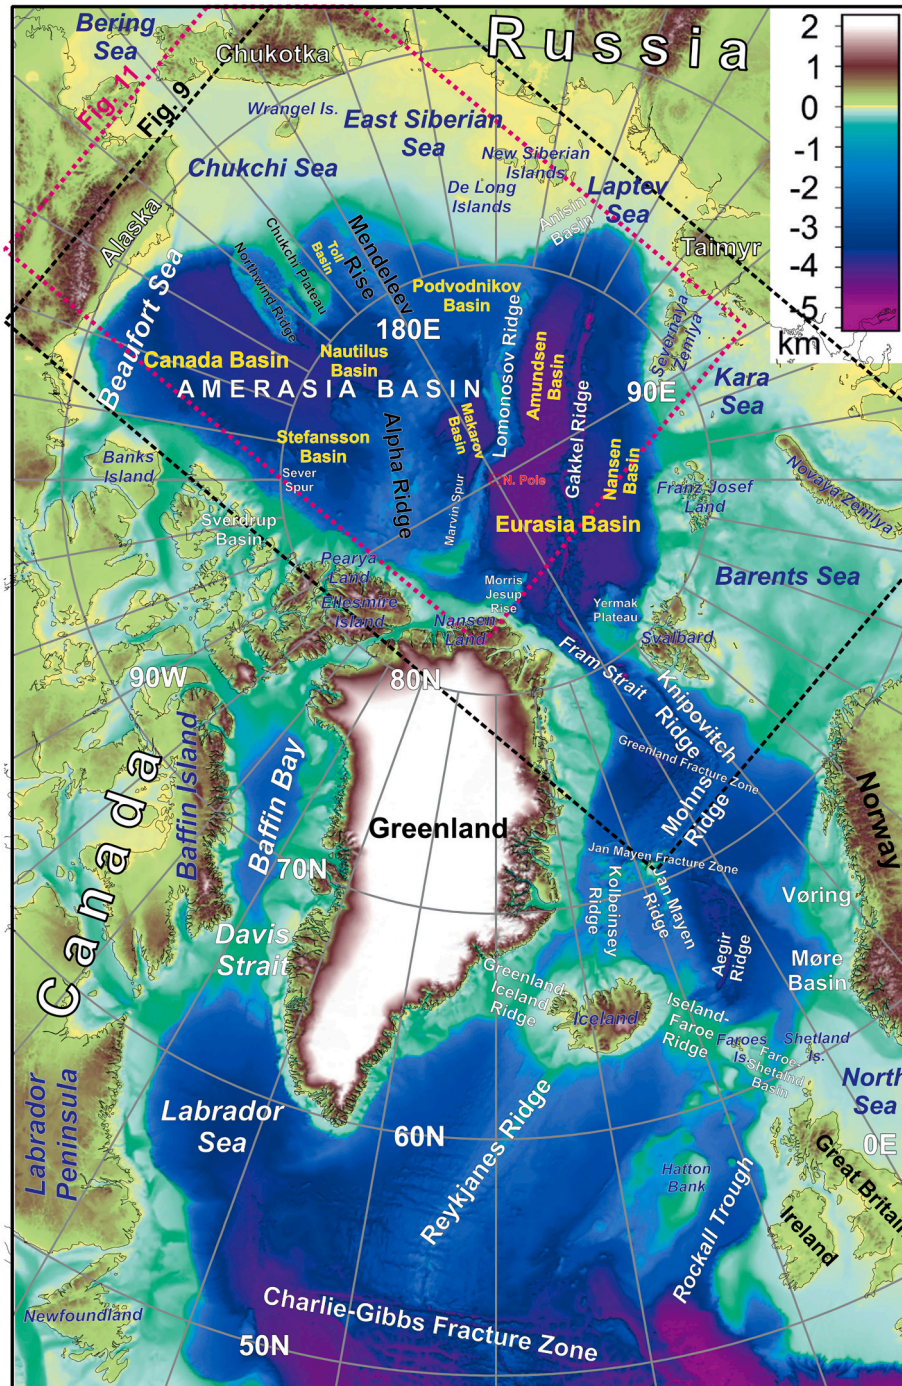 Bering
Sea
Chukotka
Russia
2
1
0
-1
-2
-3
-4
-5
km
Fig. 11
Fig. 9
Wrangel Is.
East Siberian
Sea
Chukchi Sea
New Siberian
Islands
De Long
Islands
Laptev
Sea
Anisin
Basin
Taimyr
Alaska
Beaufort Sea
Northwind Ridge
Chukchi Plateau
Toll
Basin
Mendeleev
Rise
Podvodnikov
Basin
180E
Severnaya
Zemlya
Canada Basin
Nautilus
Basin
AMERASIA BASIN
Lomonosov Ridge
Amundsen
Basin
90E
Kara
Sea
Stefansson
Basin
Alpha Ridge
Makarov
Basin
Gakkel Ridge
Nansen
Basin
Banks
Island
Sever
Spur
Marvin Spur
N. Pole
Franz Josef
Land
Novaya Zemlya
Sverdrup
Basin
Eurasia Basin
Pearya
Land
Ellesmire
Island
Morris
Jesup
Rise
Yermak
Plateau
Barents Sea
Nansen
Land
Svalbard
Fram Strait
90W
80N
Knipovitch
Ridge
Greenland Fracture Zone
Mohns
Ridge
Canada
Baffin Island
Baffin Bay
Greenland
Norway
70N
Jan Mayen Fracture Zone
Kolbeinsey
Ridge
Jan Mayen
Ridge
Vøring
Davis
Strait
Aegir
Ridge
Møre
Basin
Greenland-
Iceland
Ridge
Iceland
Iseland-
Faroe
Ridge
Faroes
Is.
Shetland
Is.
Faroe-
Shetalnd
Basin
North
Sea
Labrador
Peninsula
Labrador
Sea
60N
Reykjanes Ridge
0E
Hatton
Bank
Great Britain
Ireland
Rockall Trough
Newfoundland
Charlie-Gibbs Fracture Zone
50N